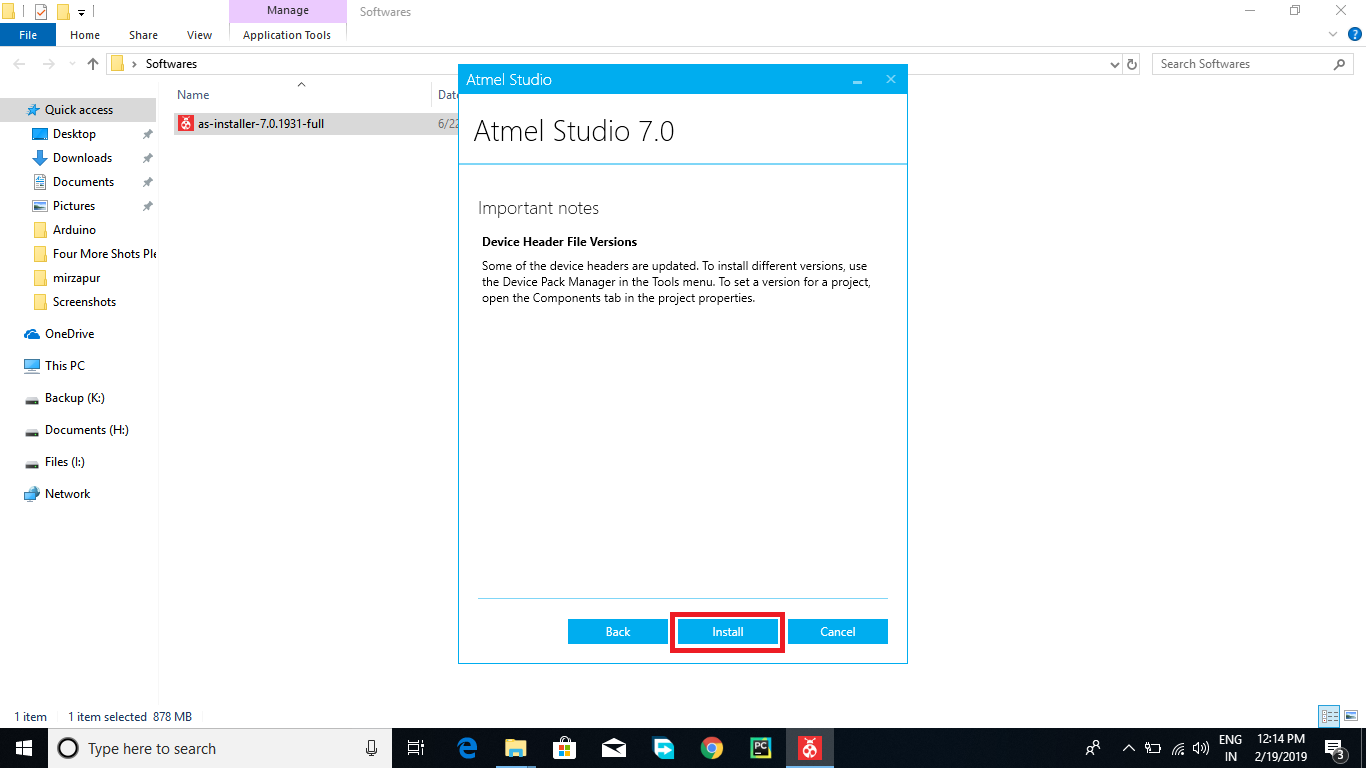 Manage
Softwares
File
Home
Share
View
Application Tools
Softwares
Search Softwares
Name
Date
as-installer-7.0.1931-full
6/22
Quick access
Desktop
Downloads
Documents
Pictures
Arduino
Four More Shots Ple
mirzapur
Screenshots
OneDrive
This PC
Backup (K:)
Documents (H:)
Files (I:)
Network
Atmel Studio
Atmel Studio 7.0
Important notes
Device Header File Versions
Some of the device headers are updated. To install different versions, use
the Device Pack Manager in the Tools menu. To set a version for a project,
open the Components tab in the project properties.
Back
Install
Cancel
1 item
1 item selected 878 MB
Type here to search
PC
ENG
IN
12:14 PM
2/19/2019
3